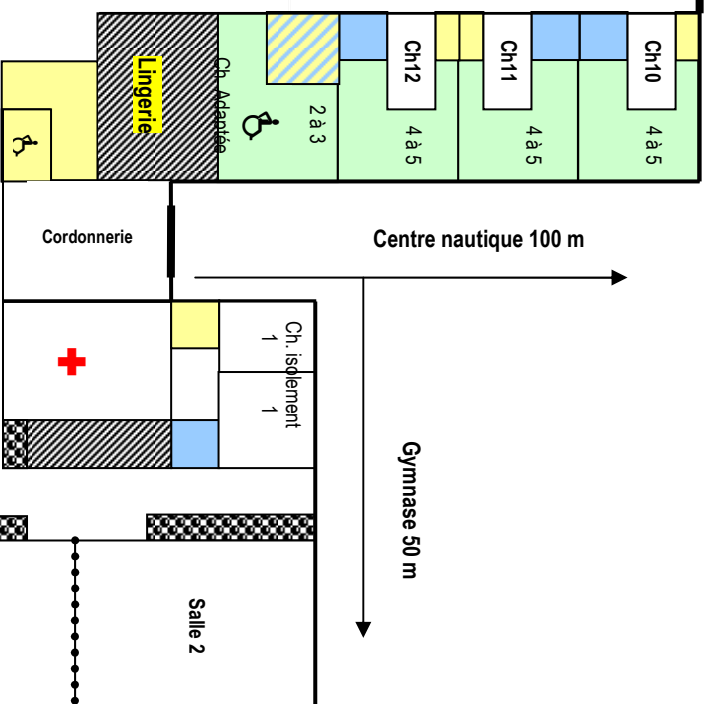 Lingerie
Ch. Adaptée
2 à 3
Ch12
4 à 5
Ch11
4 à 5
Ch10
4 à 5
Cordonnerie
Centre nautique 100 m
Ch. isolement
1
1
Gymnase 50 m
Salle 2